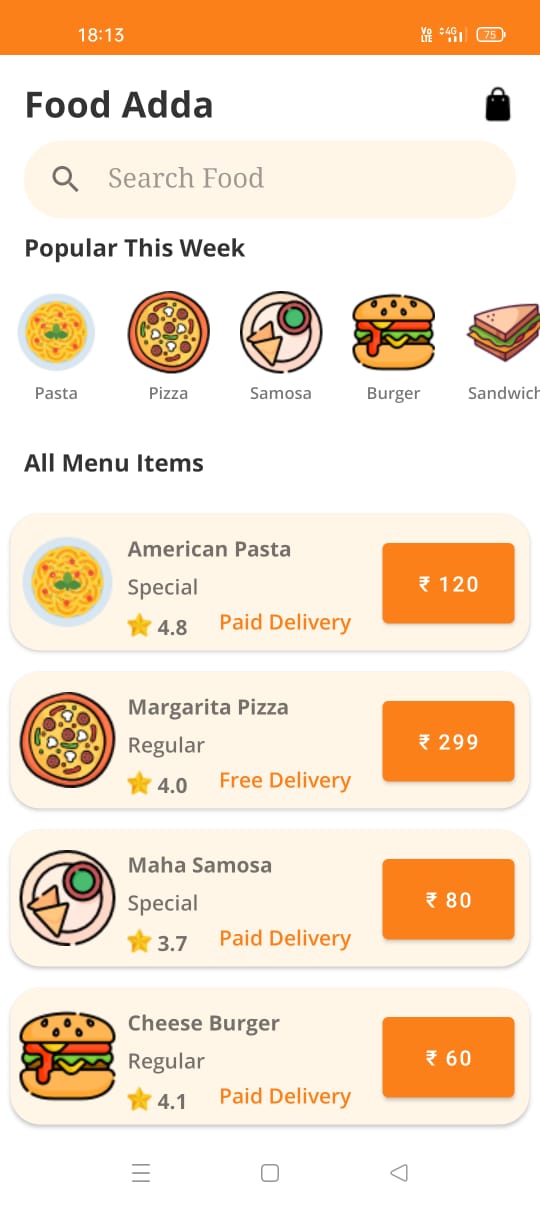 18:13
Vo LTE 4G 75
Food Adda
Search Food
Popular This Week
Pasta Pizza Samosa Burger Sandwich
All Menu Items
American Pasta
Special
4.8 Paid Delivery
₹ 120
Margarita Pizza
Regular
4.0 Free Delivery
₹ 299
Maha Samosa
Special
3.7 Paid Delivery
₹ 80
Cheese Burger
Regular
4.1 Paid Delivery
₹ 60